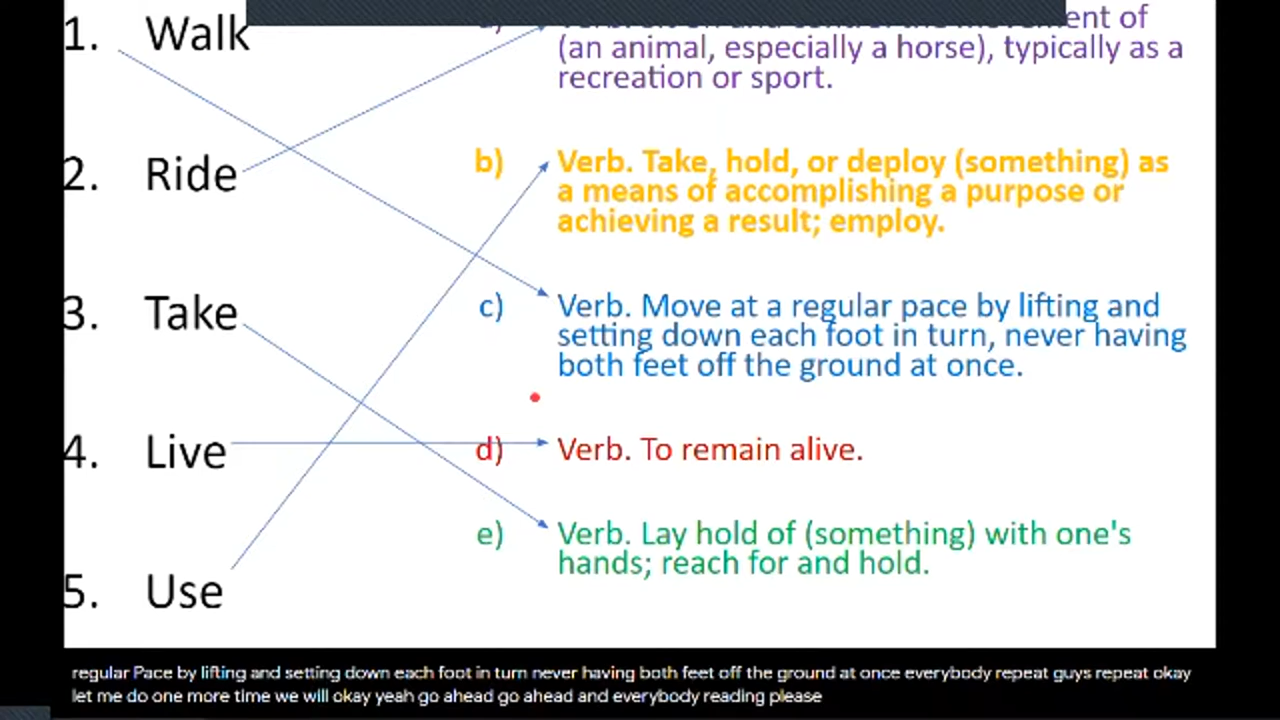 1. Walk
2. Ride
3. Take
4. Live
5. Use
ent of
(an animal, especially a horse), typically as a
recreation or sport.
b) Verb. Take, hold, or deploy (something) as
a means of accomplishing a purpose or
achieving a result; employ.
c) Verb. Move at a regular pace by lifting and
setting down each foot in turn, never having
both feet off the ground at once.
d) Verb. To remain alive.
e) Verb. Lay hold of (something) with one's
hands; reach for and hold.
regular Pace by lifting and setting down each foot in turn never having both feet off the ground at once everybody repeat guys repeat okay
let me do one more time we will okay yeah go ahead go ahead and everybody reading please